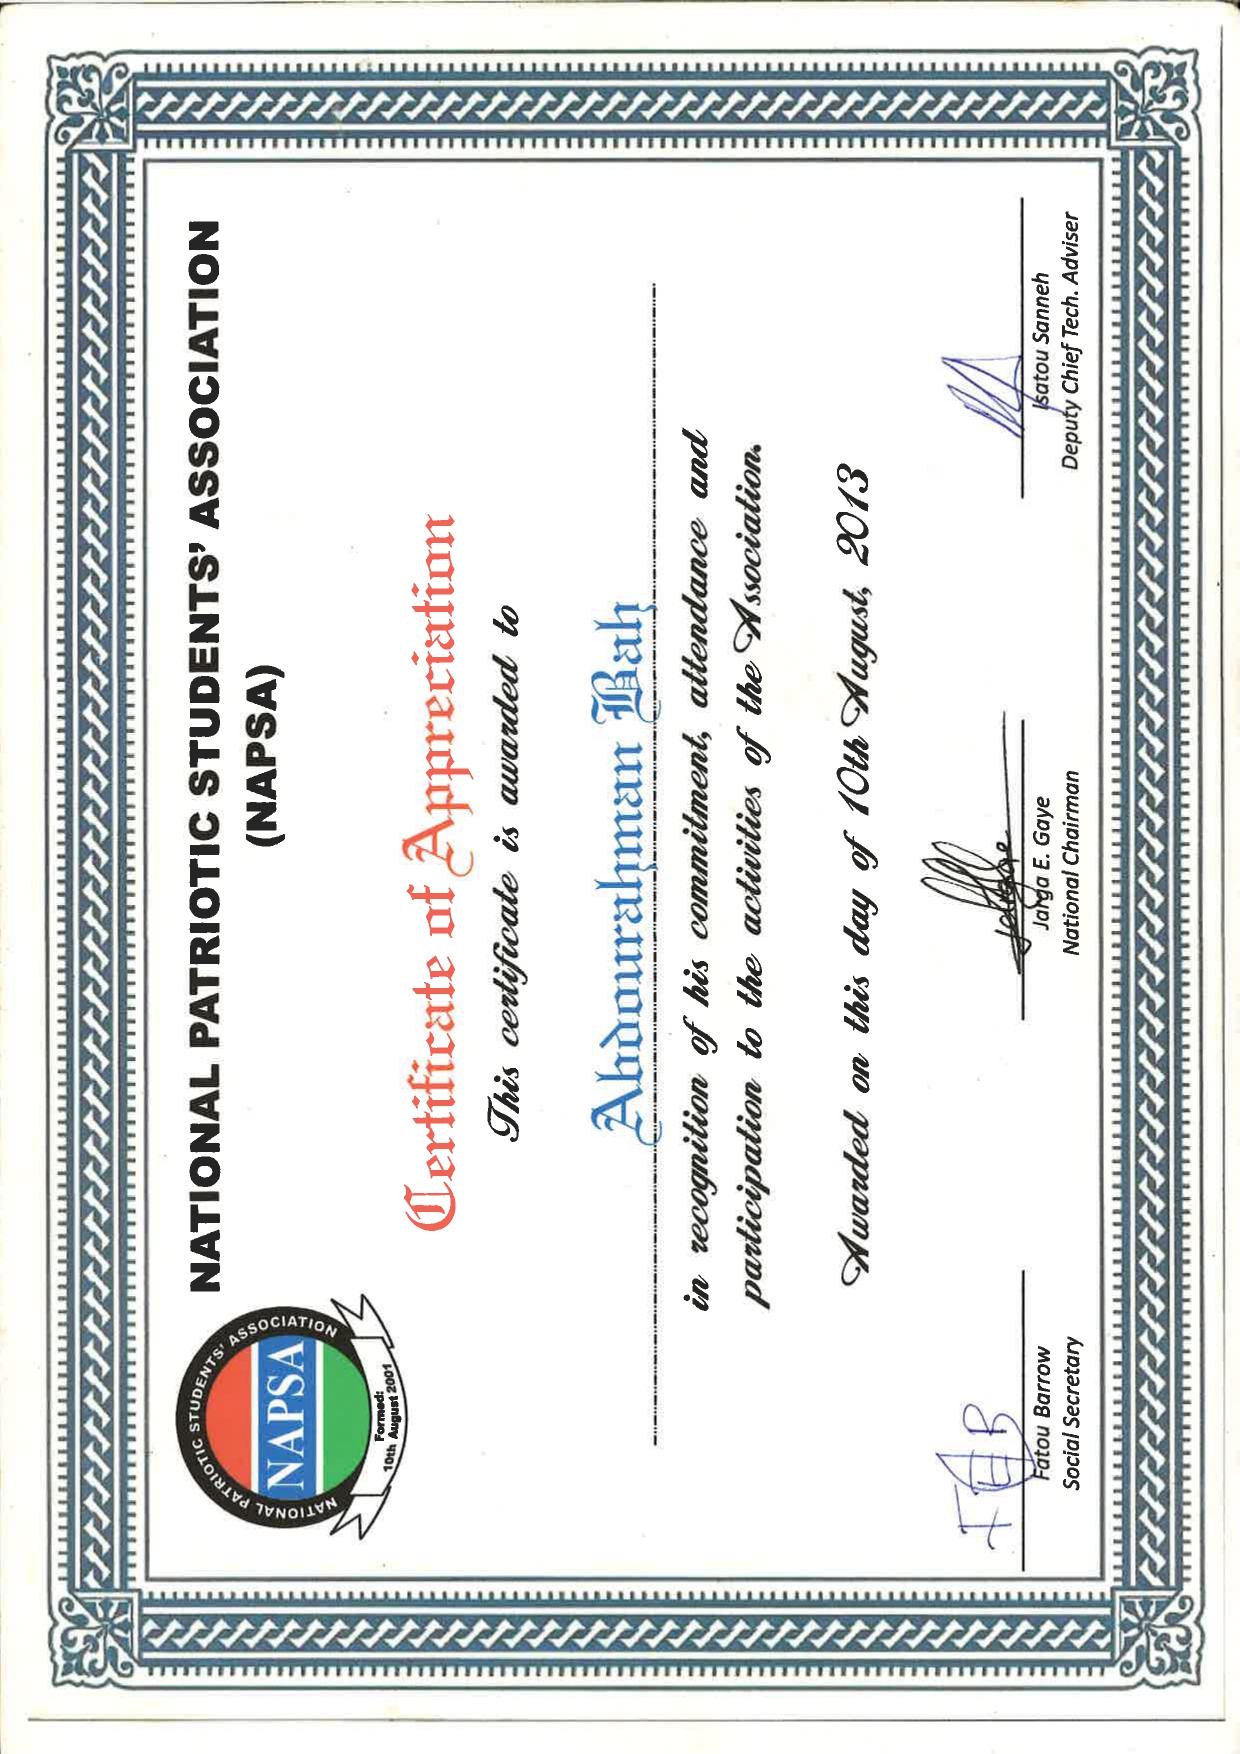 NATIONAL PATRIOTIC STUDENTS' ASSOCIATION
(NAPSA)
NATIONAL PATRIOTIC STUDENTS' ASSOCIATION
NAPSA
Formed:
10th August 2001
Certificate of Appreciation
This certificate is awarded to
Abdourahman Bah
in recognition of his commitment, attendance and
participation to the activities of the Association.
Awarded on this day of 10th August, 2013
Fatou Barrow
Social Secretary
Jarga E. Gaye
National Chairman
Isatou Sanneh
Deputy Chief Tech. Adviser